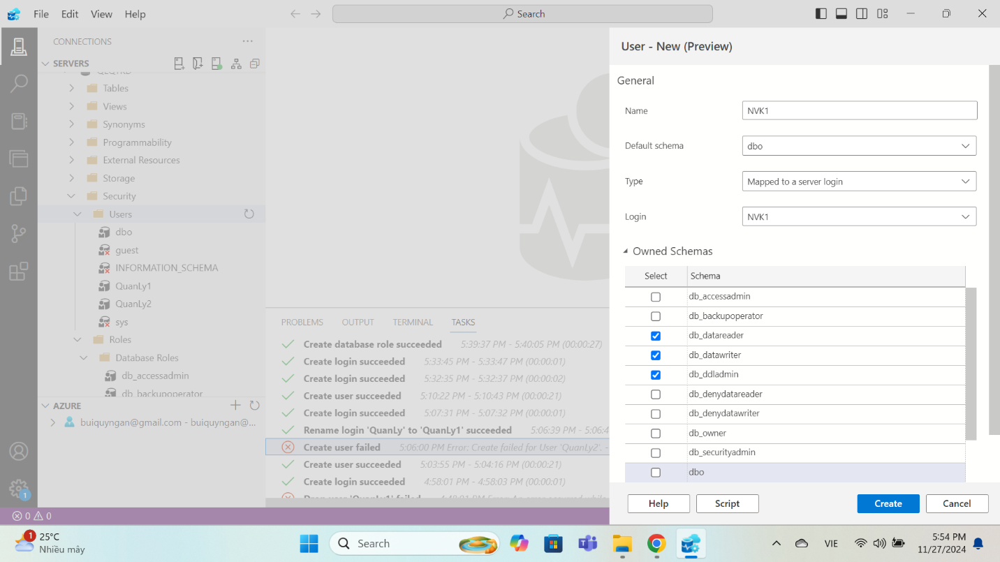 File Edit View Help
Search
CONNECTIONS
SERVERS
Tables
Views
Synonyms
Programmability
External Resources
Storage
Security
Users
dbo
guest
INFORMATION_SCHEMA
QuanLy1
QuanLy2
sys
Roles
Database Roles
db_accessadmin
db_backupoperator
AZURE
buiquyngan@gmail.com - buiquyngan@...
PROBLEMS OUTPUT TERMINAL TASKS
Create database role succeeded 5:39:37 PM - 5:40:05 PM (00:00:27)
Create login succeeded 5:33:45 PM - 5:33:47 PM (00:00:01)
Create login succeeded 5:32:35 PM - 5:32:37 PM (00:00:02)
Create user succeeded 5:10:22 PM - 5:10:43 PM (00:00:21)
Create login succeeded 5:07:31 PM - 5:07:32 PM (00:00:01)
Rename login 'QuanLy' to 'QuanLy1' succeeded 5:06:39 PM - 5:06:4
Create user failed 5:06:00 PM Error: Create failed for User 'QuanLy2'. -
Create user succeeded 5:03:55 PM - 5:04:16 PM (00:00:21)
Create login succeeded 4:58:01 PM - 4:58:03 PM (00:00:01)
User - New (Preview)
General
Name NVK1
Default schema dbo
Type Mapped to a server login
Login NVK1
Owned Schemas
Select Schema
db_accessadmin
db_backupoperator
db_datareader
db_datawriter
db_ddladmin
db_denydatareader
db_denydatawriter
db_owner
db_securityadmin
dbo
Help Script Create Cancel
1
0 0
1
25°C
Nhiều mây
Search
VIE
5:54 PM
11/27/2024